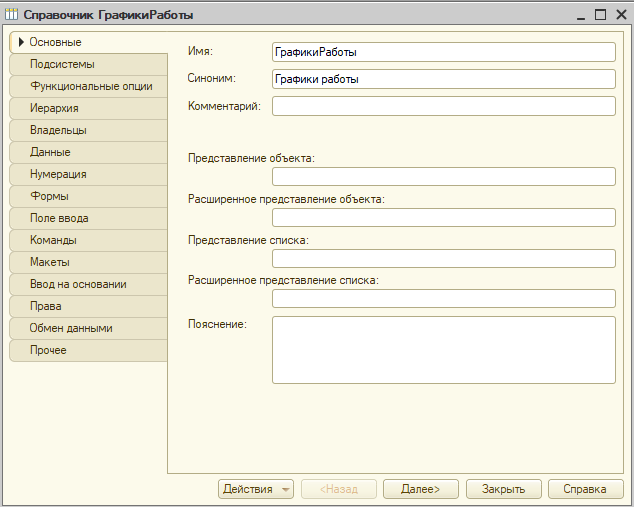 Справочник ГрафикиРаботы
Основные
Подсистемы
Функциональные опции
Иерархия
Владельцы
Данные
Нумерация
Формы
Поле ввода
Команды
Макеты
Ввод на основании
Права
Обмен данными
Прочее
Имя: ГрафикиРаботы
Синоним: Графики работы
Комментарий:
Представление объекта:
Расширенное представление объекта:
Представление списка:
Расширенное представление списка:
Пояснение:
Действия <Назад Далее> Закрыть Справка